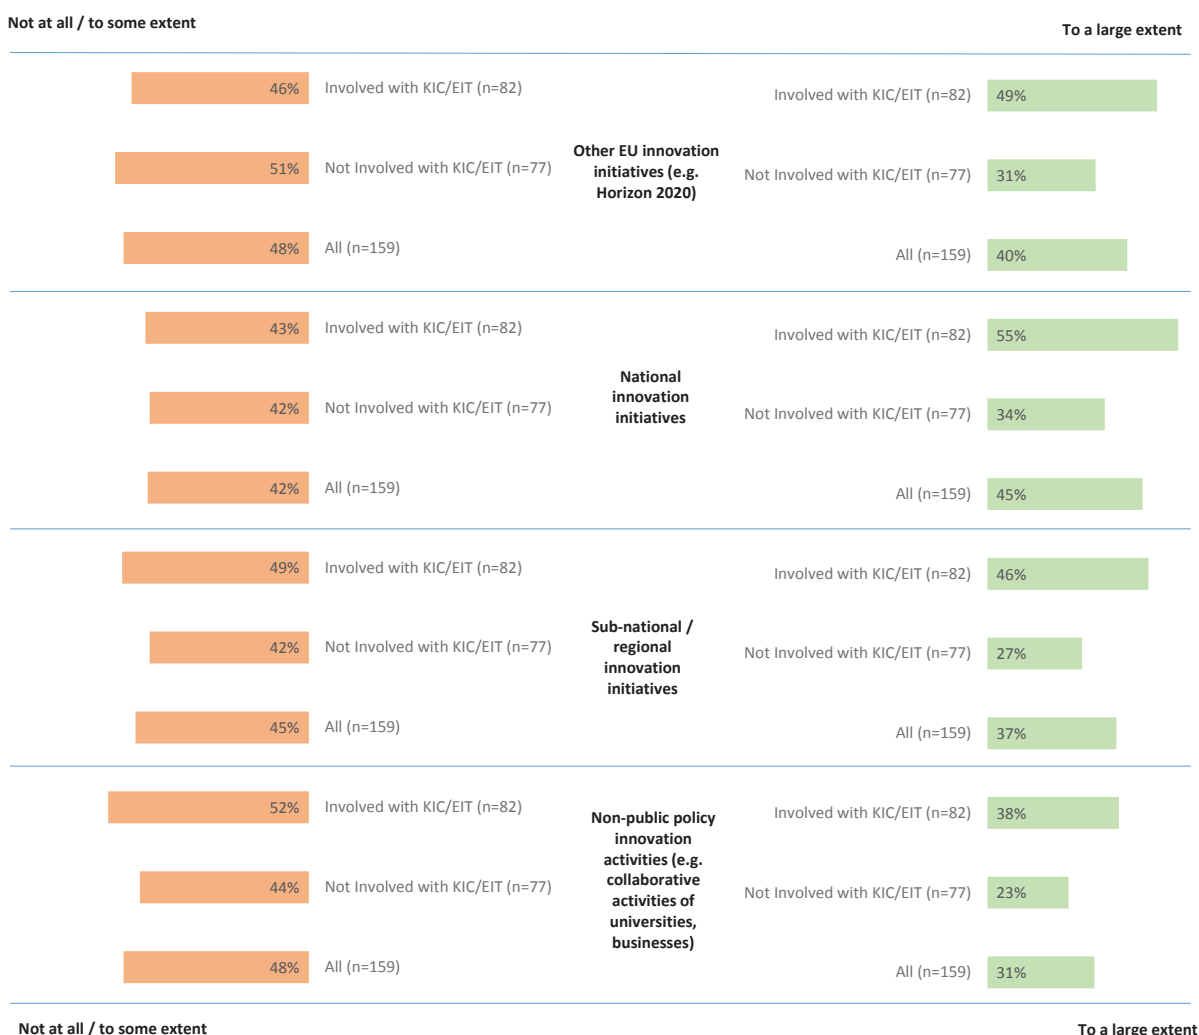 Not at all / to some extent
To a large extent
46% Involved with KIC/EIT (n=82)
Involved with KIC/EIT (n=82) 49%
51% Not Involved with KIC/EIT (n=77)
Other EU innovation
initiatives (e.g.
Horizon 2020)
Not Involved with KIC/EIT (n=77) 31%
48% All (n=159)
All (n=159) 40%
43% Involved with KIC/EIT (n=82)
Involved with KIC/EIT (n=82) 55%
42% Not Involved with KIC/EIT (n=77)
National
innovation
initiatives
Not Involved with KIC/EIT (n=77) 34%
42% All (n=159)
All (n=159) 45%
49% Involved with KIC/EIT (n=82)
Involved with KIC/EIT (n=82) 46%
42% Not Involved with KIC/EIT (n=77)
Sub-national /
regional
innovation
initiatives
Not Involved with KIC/EIT (n=77) 27%
45% All (n=159)
All (n=159) 37%
52% Involved with KIC/EIT (n=82)
Involved with KIC/EIT (n=82) 38%
44% Not Involved with KIC/EIT (n=77)
Non-public policy
innovation
activities (e.g.
collaborative
activities of
universities,
businesses)
Not Involved with KIC/EIT (n=77) 23%
48% All (n=159)
All (n=159) 31%
Not at all / to some extent
To a large extent